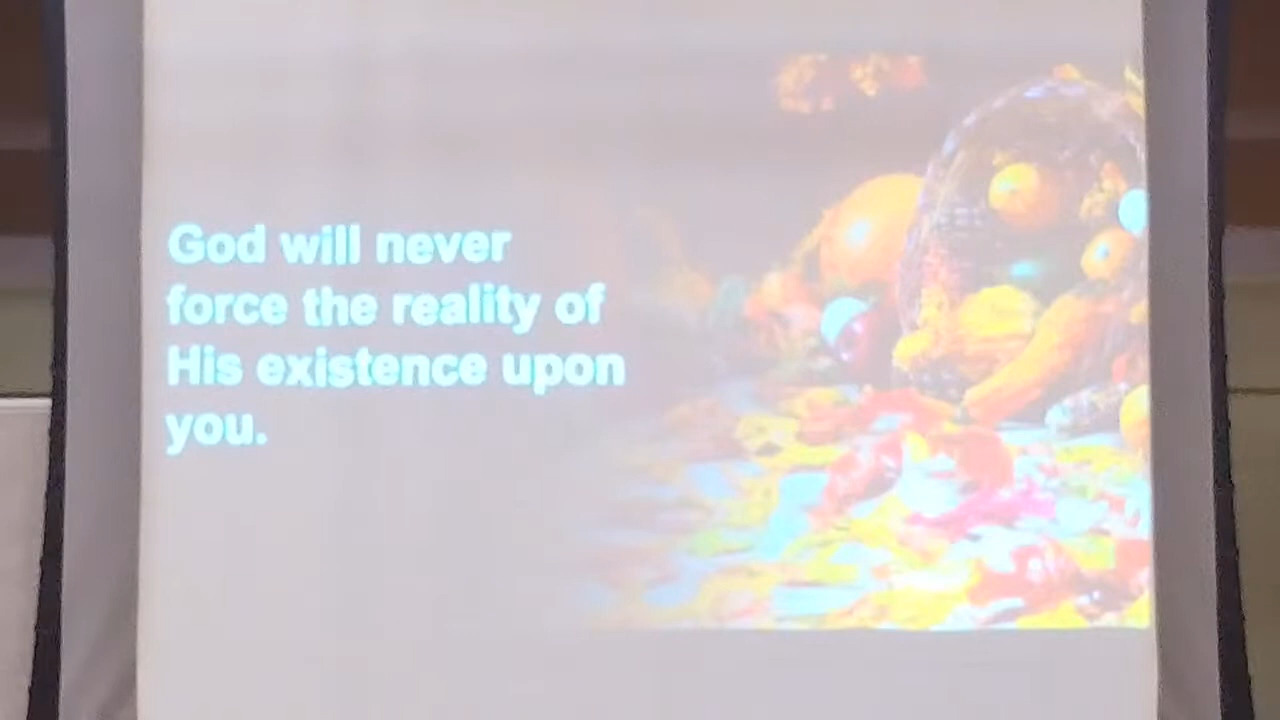 God will never
force the reality of
His existence upon
you.